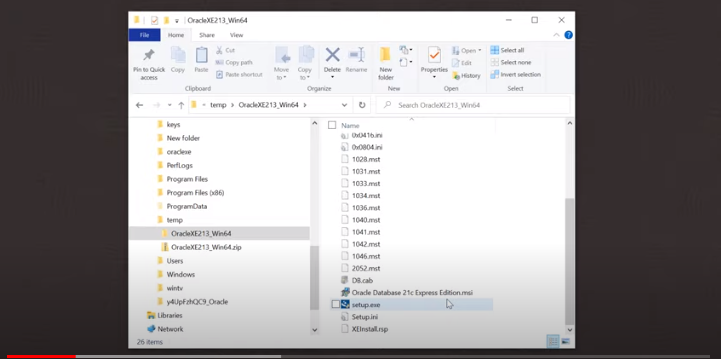 OracleXE213_Win64
File Home Share View
Pin to Quick access
Copy
Paste
Cut
Copy path
Paste shortcut
Clipboard
Move to
Copy to
Delete
Rename
Organize
New folder
New
Properties
Open
Edit
History
Open
Select all
Select none
Invert selection
Select
temp > OracleXE213_Win64 >
Search OracleXE213_Win64
keys
New folder
oraclexe
PerfLogs
Program Files
Program Files (x86)
ProgramData
temp
OracleXE213_Win64
OracleXE213_Win64.zip
Users
Windows
wintv
y4UpFzhQC9_Oracle
Libraries
Network
Name
0x0416.ini
0x0804.ini
1028.mst
1031.mst
1033.mst
1034.mst
1036.mst
1040.mst
1041.mst
1042.mst
1046.mst
2052.mst
DB.cab
Oracle Database 21c Express Edition.msi
setup.exe
Setup.ini
XEInstall.rsp
26 items